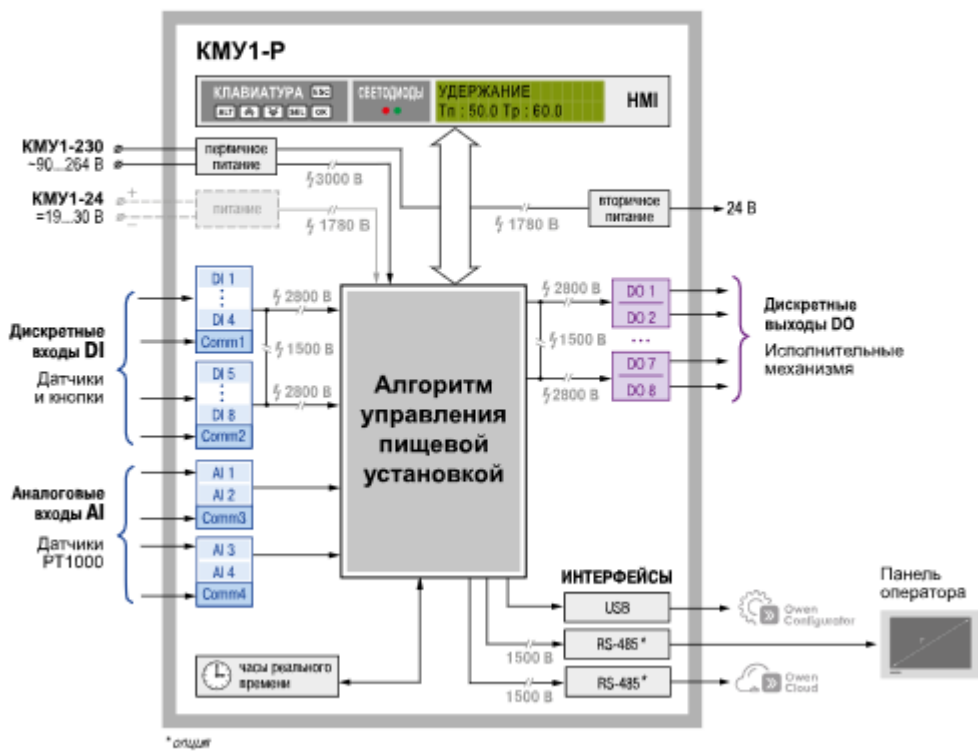 КМУ1-Р
КЛАВИАТУРА ESC
ALT SEL OK
СВЕТОДИОДЫ
УДЕРЖАНИЕ
Тп : 50.0 Тр : 60.0
HMI
КМУ1-230
~90...264 В
первичное
питание
3000 В
КМУ1-24
=19...30 В
+
–
питание
1780 В
1780 В
вторичное
питание
24 В
Дискретные
входы DI
Датчики
и кнопки
DI 1
DI 4
Comm1
DI 5
DI 8
Comm2
2800 В
1500 В
2800 В
Аналоговые
входы AI
Датчики
PT1000
AI 1
AI 2
Comm3
AI 3
AI 4
Comm4
Алгоритм
управления
пищевой
установкой
2800 В
1500 В
2800 В
DO 1
DO 2
...
DO 7
DO 8
Дискретные
выходы DO
Исполнительные
механизмя
часы реального
времени
ИНТЕРФЕЙСЫ
USB
RS-485*
RS-485*
1500 В
1500 В
Owen
Configurator
Owen
Cloud
Панель
оператора
* опция